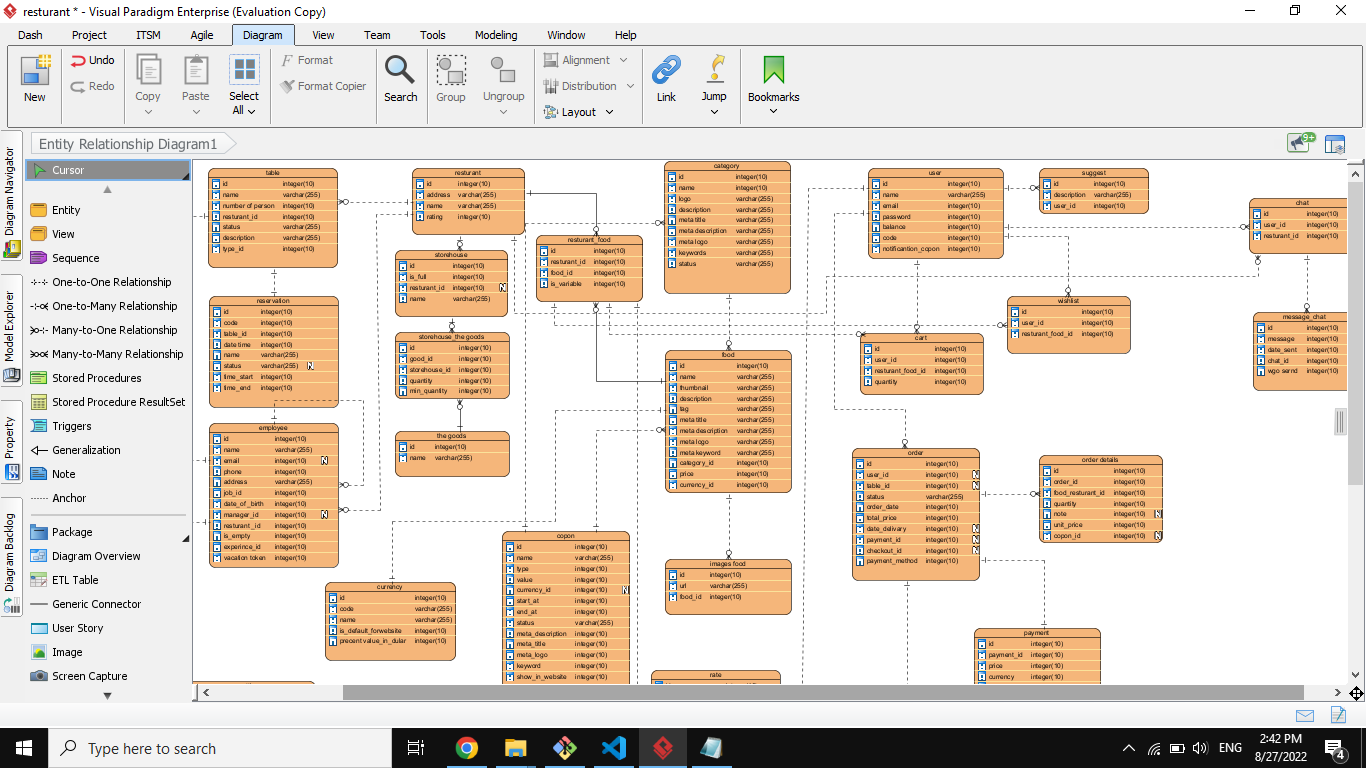 resturant * - Visual Paradigm Enterprise (Evaluation Copy)
Dash Project ITSM Agile Diagram View Team Tools Modeling Window Help
New
Undo
Redo
Copy
Paste
Select All
Format
Format Copier
Search
Group
Ungroup
Alignment
Distribution
Layout
Link
Jump
Bookmarks
Entity Relationship Diagram1
9+
Diagram Navigator
Model Explorer
Property
Diagram Backlog
Cursor
Entity
View
Sequence
One-to-One Relationship
One-to-Many Relationship
Many-to-One Relationship
Many-to-Many Relationship
Stored Procedures
Stored Procedure ResultSet
Triggers
Generalization
Note
Anchor
Package
Diagram Overview
ETL Table
Generic Connector
User Story
Image
Screen Capture
table
id integer(10)
name varchar(255)
number of person integer(10)
resturant_id integer(10)
status varchar(255)
description varchar(255)
type_id integer(10)
reservation
id integer(10)
code integer(10)
table_id integer(10)
date time integer(10)
name varchar(255)
status varchar(255) N
time_start integer(10)
time_end integer(10)
employee
id integer(10)
name varchar(255)
email integer(10) N
phone integer(10)
address varchar(255)
job_id integer(10)
date_of_birth integer(10)
manager_id integer(10) N
resturant_id integer(10)
is_empty integer(10)
experince_id integer(10)
vacation token integer(10)
resturant
id integer(10)
address varchar(255)
name varchar(255)
rating integer(10)
storehouse
id integer(10)
is_full integer(10)
resturant_id integer(10) N
name varchar(255)
storehouse_the goods
id integer(10)
good_id integer(10)
storehouse_id integer(10)
quantity integer(10)
min_quantity integer(10)
the goods
id integer(10)
name varchar(255)
currency
id integer(10)
code varchar(255)
name varchar(255)
is_default_forwebsite integer(10)
precent value_in_dular integer(10)
resturant_food
id integer(10)
resturant_id integer(10)
food_id integer(10)
is_variable integer(10)
copon
id integer(10)
name varchar(255)
type integer(10)
value integer(10)
currency_id integer(10) N
start_at integer(10)
end_at integer(10)
status varchar(255)
meta_description integer(10)
meta_title integer(10)
meta_logo integer(10)
keyword integer(10)
show_in_website integer(10)
category
id integer(10)
name integer(10)
logo varchar(255)
description varchar(255)
meta title varchar(255)
meta description varchar(255)
meta logo varchar(255)
keywords varchar(255)
status varchar(255)
food
id integer(10)
name varchar(255)
thumbnail varchar(255)
description varchar(255)
tag varchar(255)
meta title varchar(255)
meta description varchar(255)
meta logo varchar(255)
meta keyword varchar(255)
category_id integer(10)
price integer(10)
currency_id integer(10)
images food
id integer(10)
url varchar(255)
food_id integer(10)
rate
user
id integer(10)
name varchar(255)
email integer(10)
password integer(10)
balance integer(10)
code integer(10)
notification_copon integer(10)
suggest
id integer(10)
description varchar(255)
user_id integer(10)
chat
id integer(10)
user_id integer(10)
resturant_id integer(10)
wishlist
id integer(10)
user_id integer(10)
resturant_food_id integer(10)
cart
id integer(10)
user_id integer(10)
resturant_food_id integer(10)
quantity integer(10)
message_chat
id integer(10)
message integer(10)
date_sent integer(10)
chat_id integer(10)
wgo sernd integer(10)
order
id integer(10)
user_id integer(10) N
table_id integer(10) N
status varchar(255)
order_date integer(10)
total_price integer(10)
date_delivary integer(10) N
payment_id integer(10) N
checkout_id integer(10) N
payment_method integer(10)
order details
id integer(10)
order_id integer(10)
food_resturant_id integer(10)
quantity integer(10)
note integer(10) N
unit_price integer(10)
copon_id integer(10) N
payment
id integer(10)
payment_id integer(10)
price integer(10)
currency integer(10)
Type here to search
ENG
2:42 PM
8/27/2022
4